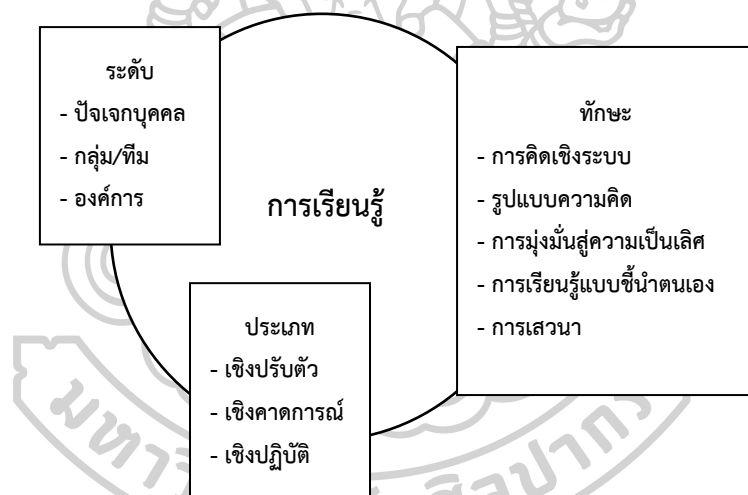 ระดับ
- ปัจเจกบุคคล
- กลุ่ม/ทีม
- องค์การ
ทักษะ
- การคิดเชิงระบบ
- รูปแบบความคิด
- การมุ่งมั่นสู่ความเป็นเลิศ
- การเรียนรู้แบบชี้นำตนเอง
- การเสวนา
การเรียนรู้
ประเภท
- เชิงปรับตัว
- เชิงคาดการณ์
- เชิงปฏิบัติ